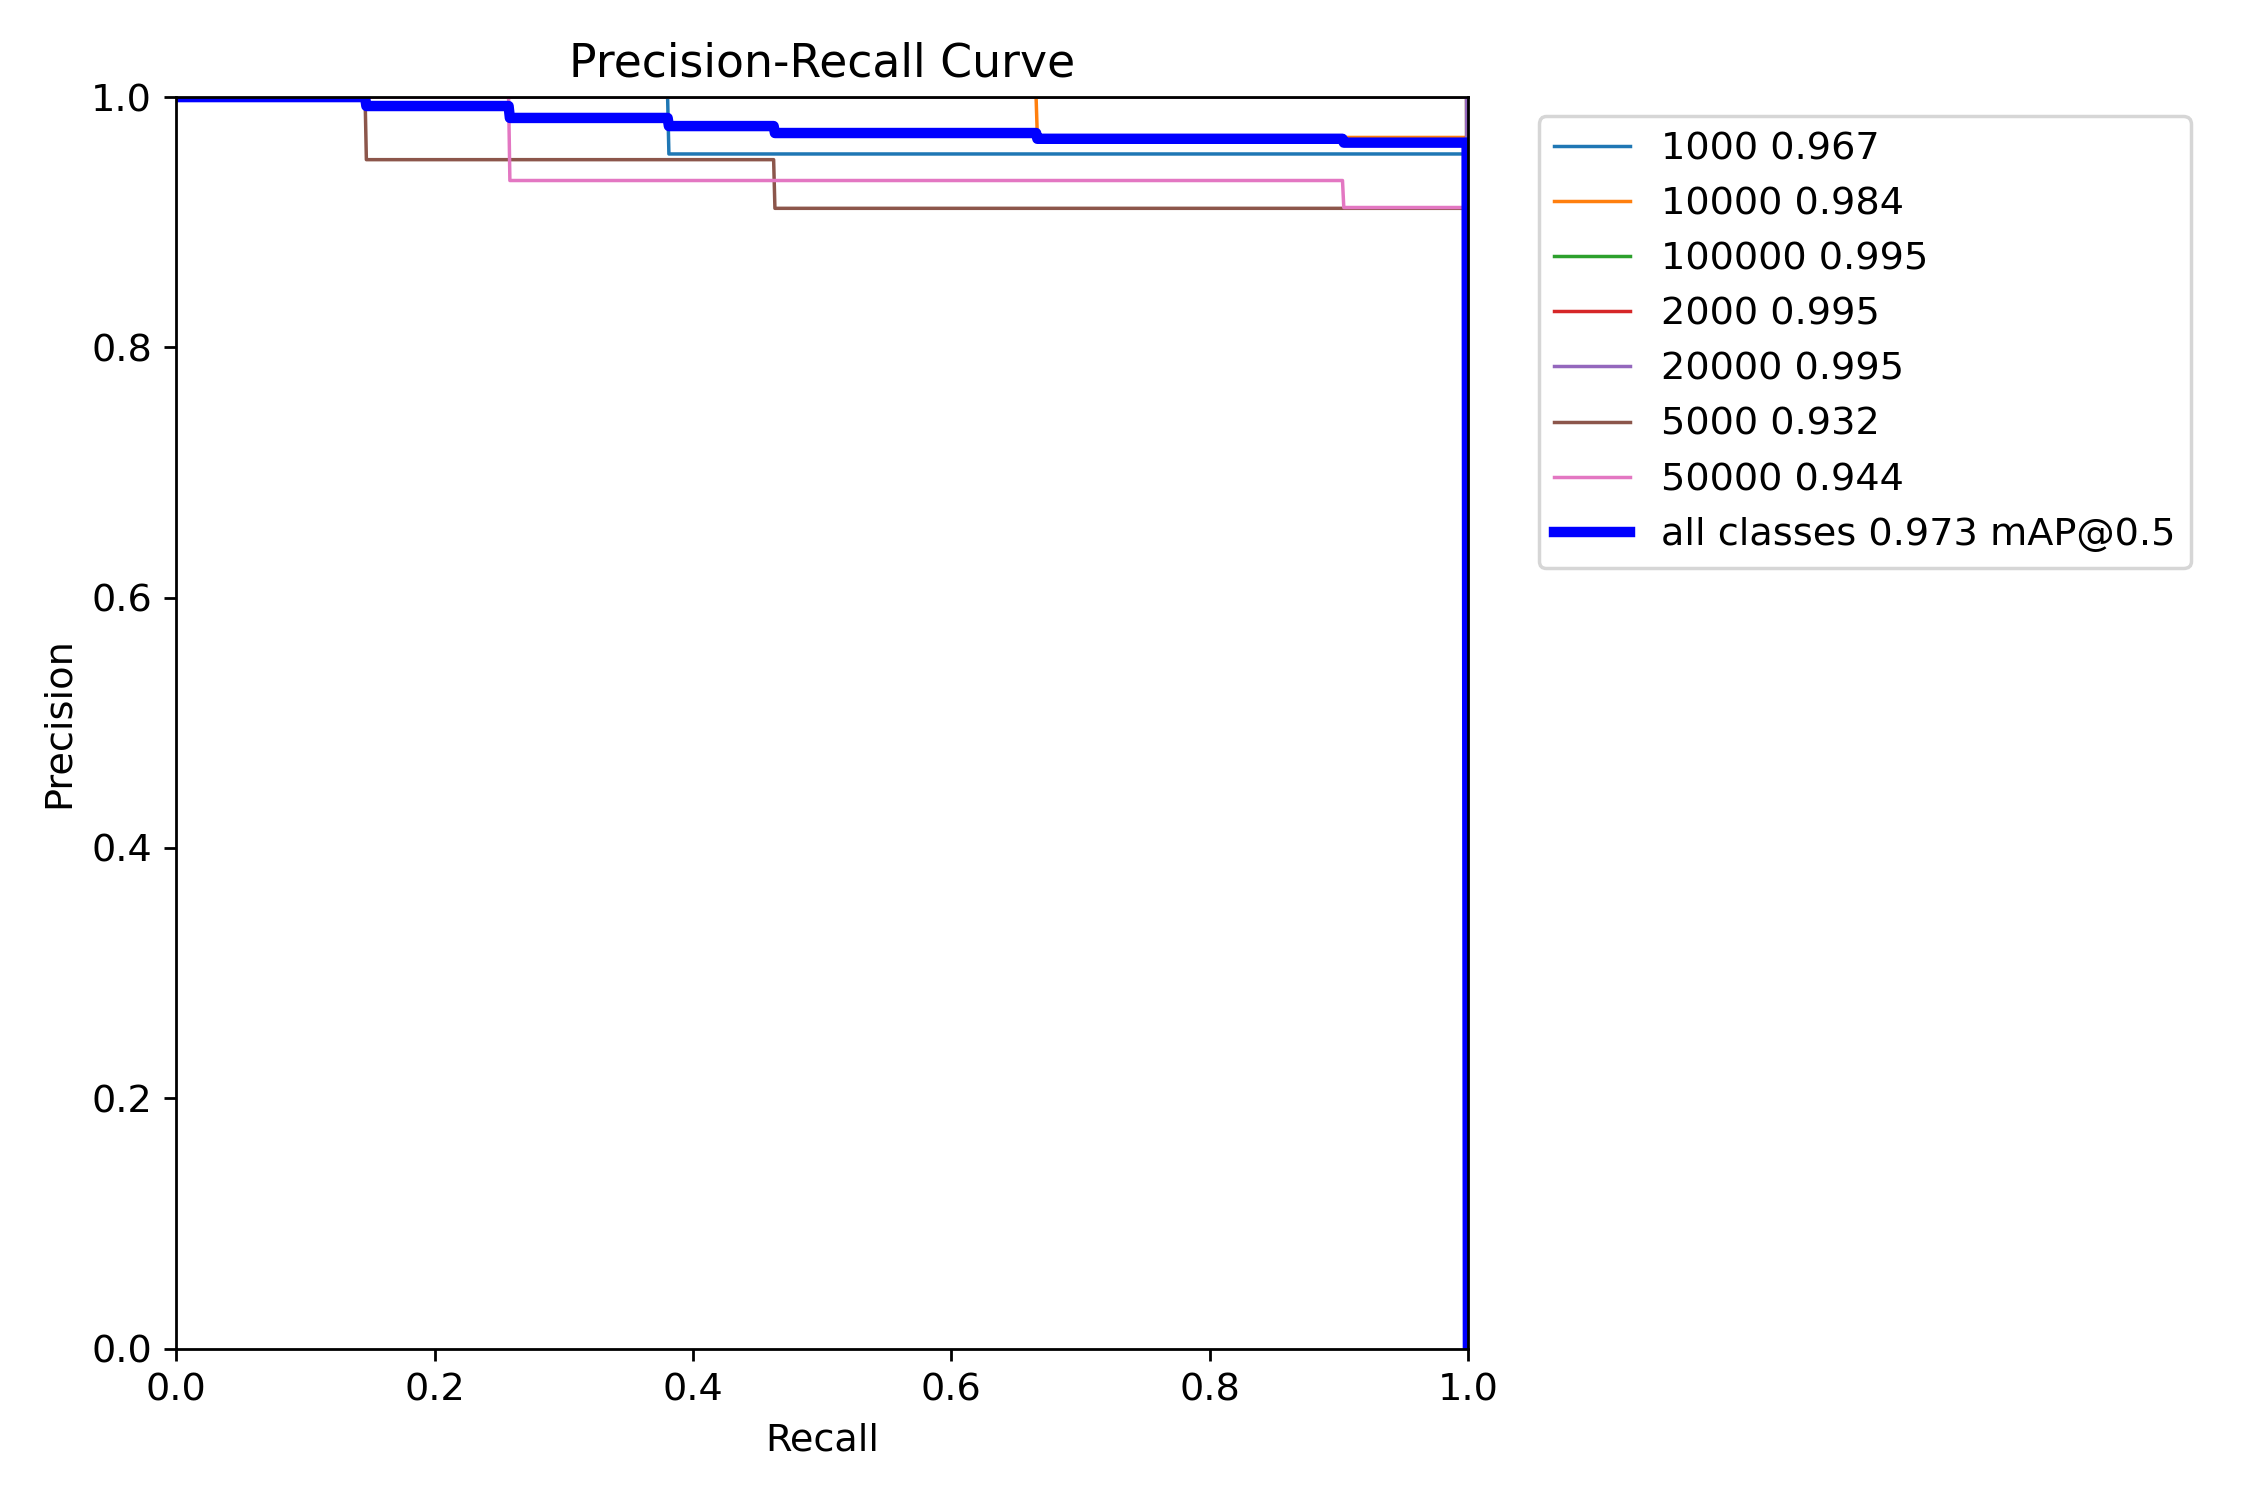 Precision-Recall Curve
1.0
0.8
0.6
0.4
0.2
0.0
Precision
0.0 0.2 0.4 0.6 0.8 1.0
Recall
1000 0.967
10000 0.984
100000 0.995
2000 0.995
20000 0.995
5000 0.932
50000 0.944
all classes 0.973 mAP@0.5